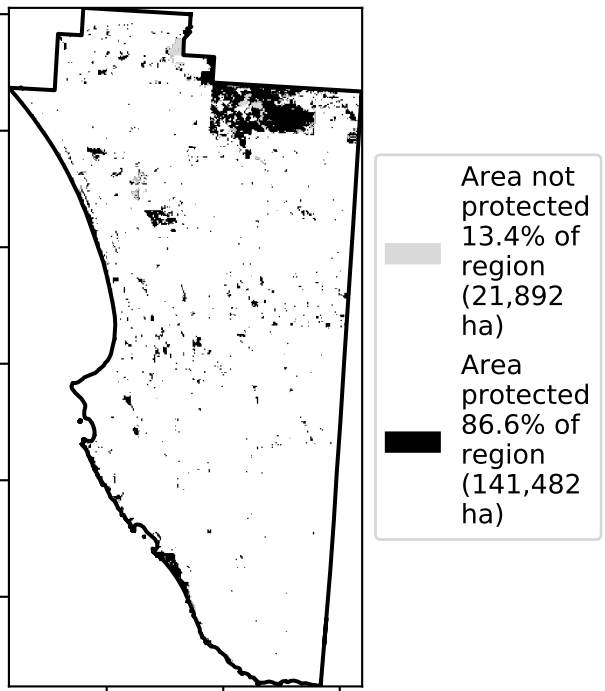 Area not
protected
13.4% of
region
(21,892
ha)
Area
protected
86.6% of
region
(141,482
ha)